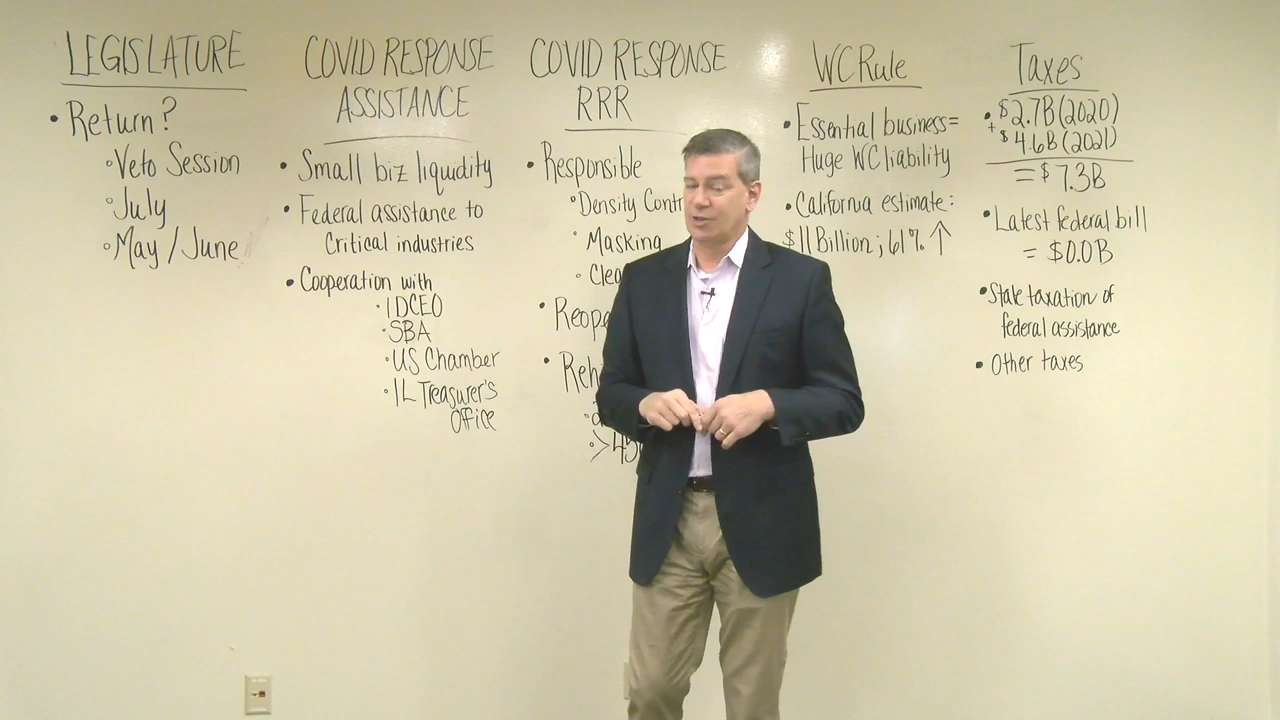 LEGISLATURE
• Return?
◦ Veto Session
◦ July
◦ May/June
COVID RESPONSE
ASSISTANCE
• Small biz liquidity
• Federal assistance to
Critical industries
• Cooperation with
◦ IDCEO
◦ SBA
◦ US Chamber
◦ IL Treasurer's
Office
COVID RESPONSE
RRR
• Responsible
◦ Density Contr
◦ Masking
◦ Clea
• Reope
• Reh
WC Rule
• Essential business=
Huge WC liability
• California estimate:
$11 Billion; 61% ↑
Taxes
• $2.7B (2020)
+ $4.6B (2021)
= $7.3B
• Latest federal bill
= $0.0B
• State taxation of
federal assistance
• Other taxes